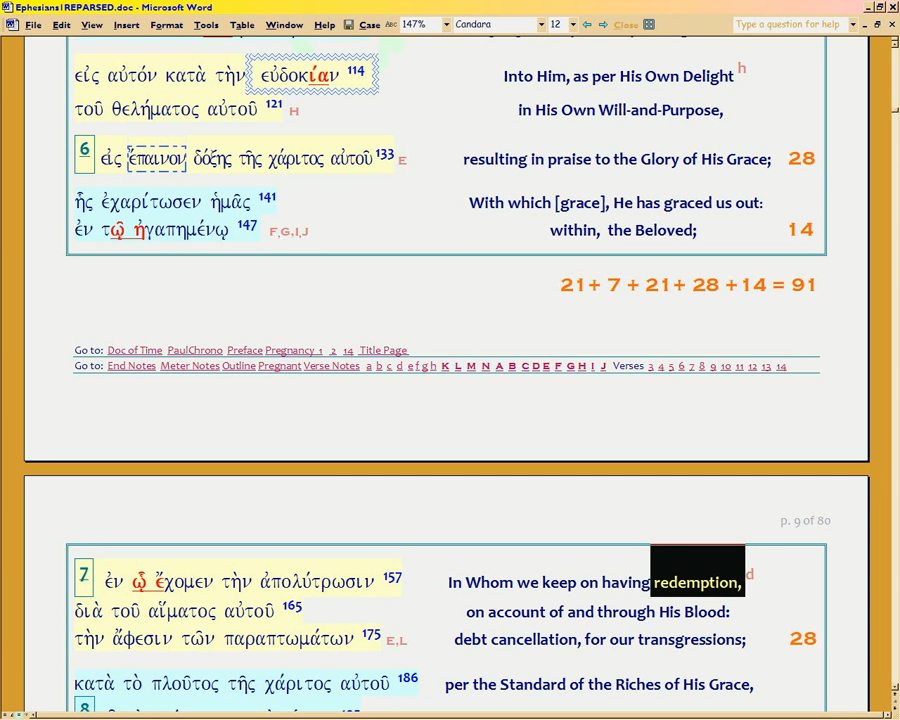 Ephesians1REPARSED.doc - Microsoft Word
File Edit View Insert Format Tools Table Window Help Case 147% Candara 12 Close Type a question for help
εἰς αὐτόν κατὰ τὴν εὐδοκίαν 114 Into Him, as per His Own Delight h
τοῦ θελήματος αὐτοῦ 121 H in His Own Will-and-Purpose,
6 εἰς ἔπαινον δόξης τῆς χάριτος αὐτοῦ 133 E resulting in praise to the Glory of His Grace; 28
ἧς ἐχαρίτωσεν ἡμᾶς 141 With which [grace], He has graced us out:
ἐν τῷ ἠγαπημένῳ 147 F,G,I,J within, the Beloved; 14
21+ 7 + 21+ 28 +14 = 91
Go to: Doc of Time PaulChrono Preface Pregnancy 1 2 14 Title Page
Go to: End Notes Meter Notes Outline Pregnant Verse Notes a b c d e f g h K L M N A B C D E F G H I J Verses 3 4 5 6 7 8 9 10 11 12 13 14
p. 9 of 80
7 ἐν ᾧ ἔχομεν τὴν ἀπολύτρωσιν 157 In Whom we keep on having redemption, d
διὰ τοῦ αἵματος αὐτοῦ 165 on account of and through His Blood:
τὴν ἄφεσιν τῶν παραπτωμάτων 175 E,L debt cancellation, for our transgressions; 28
κατὰ τὸ πλοῦτος τῆς χάριτος αὐτοῦ 186 per the Standard of the Riches of His Grace,
8